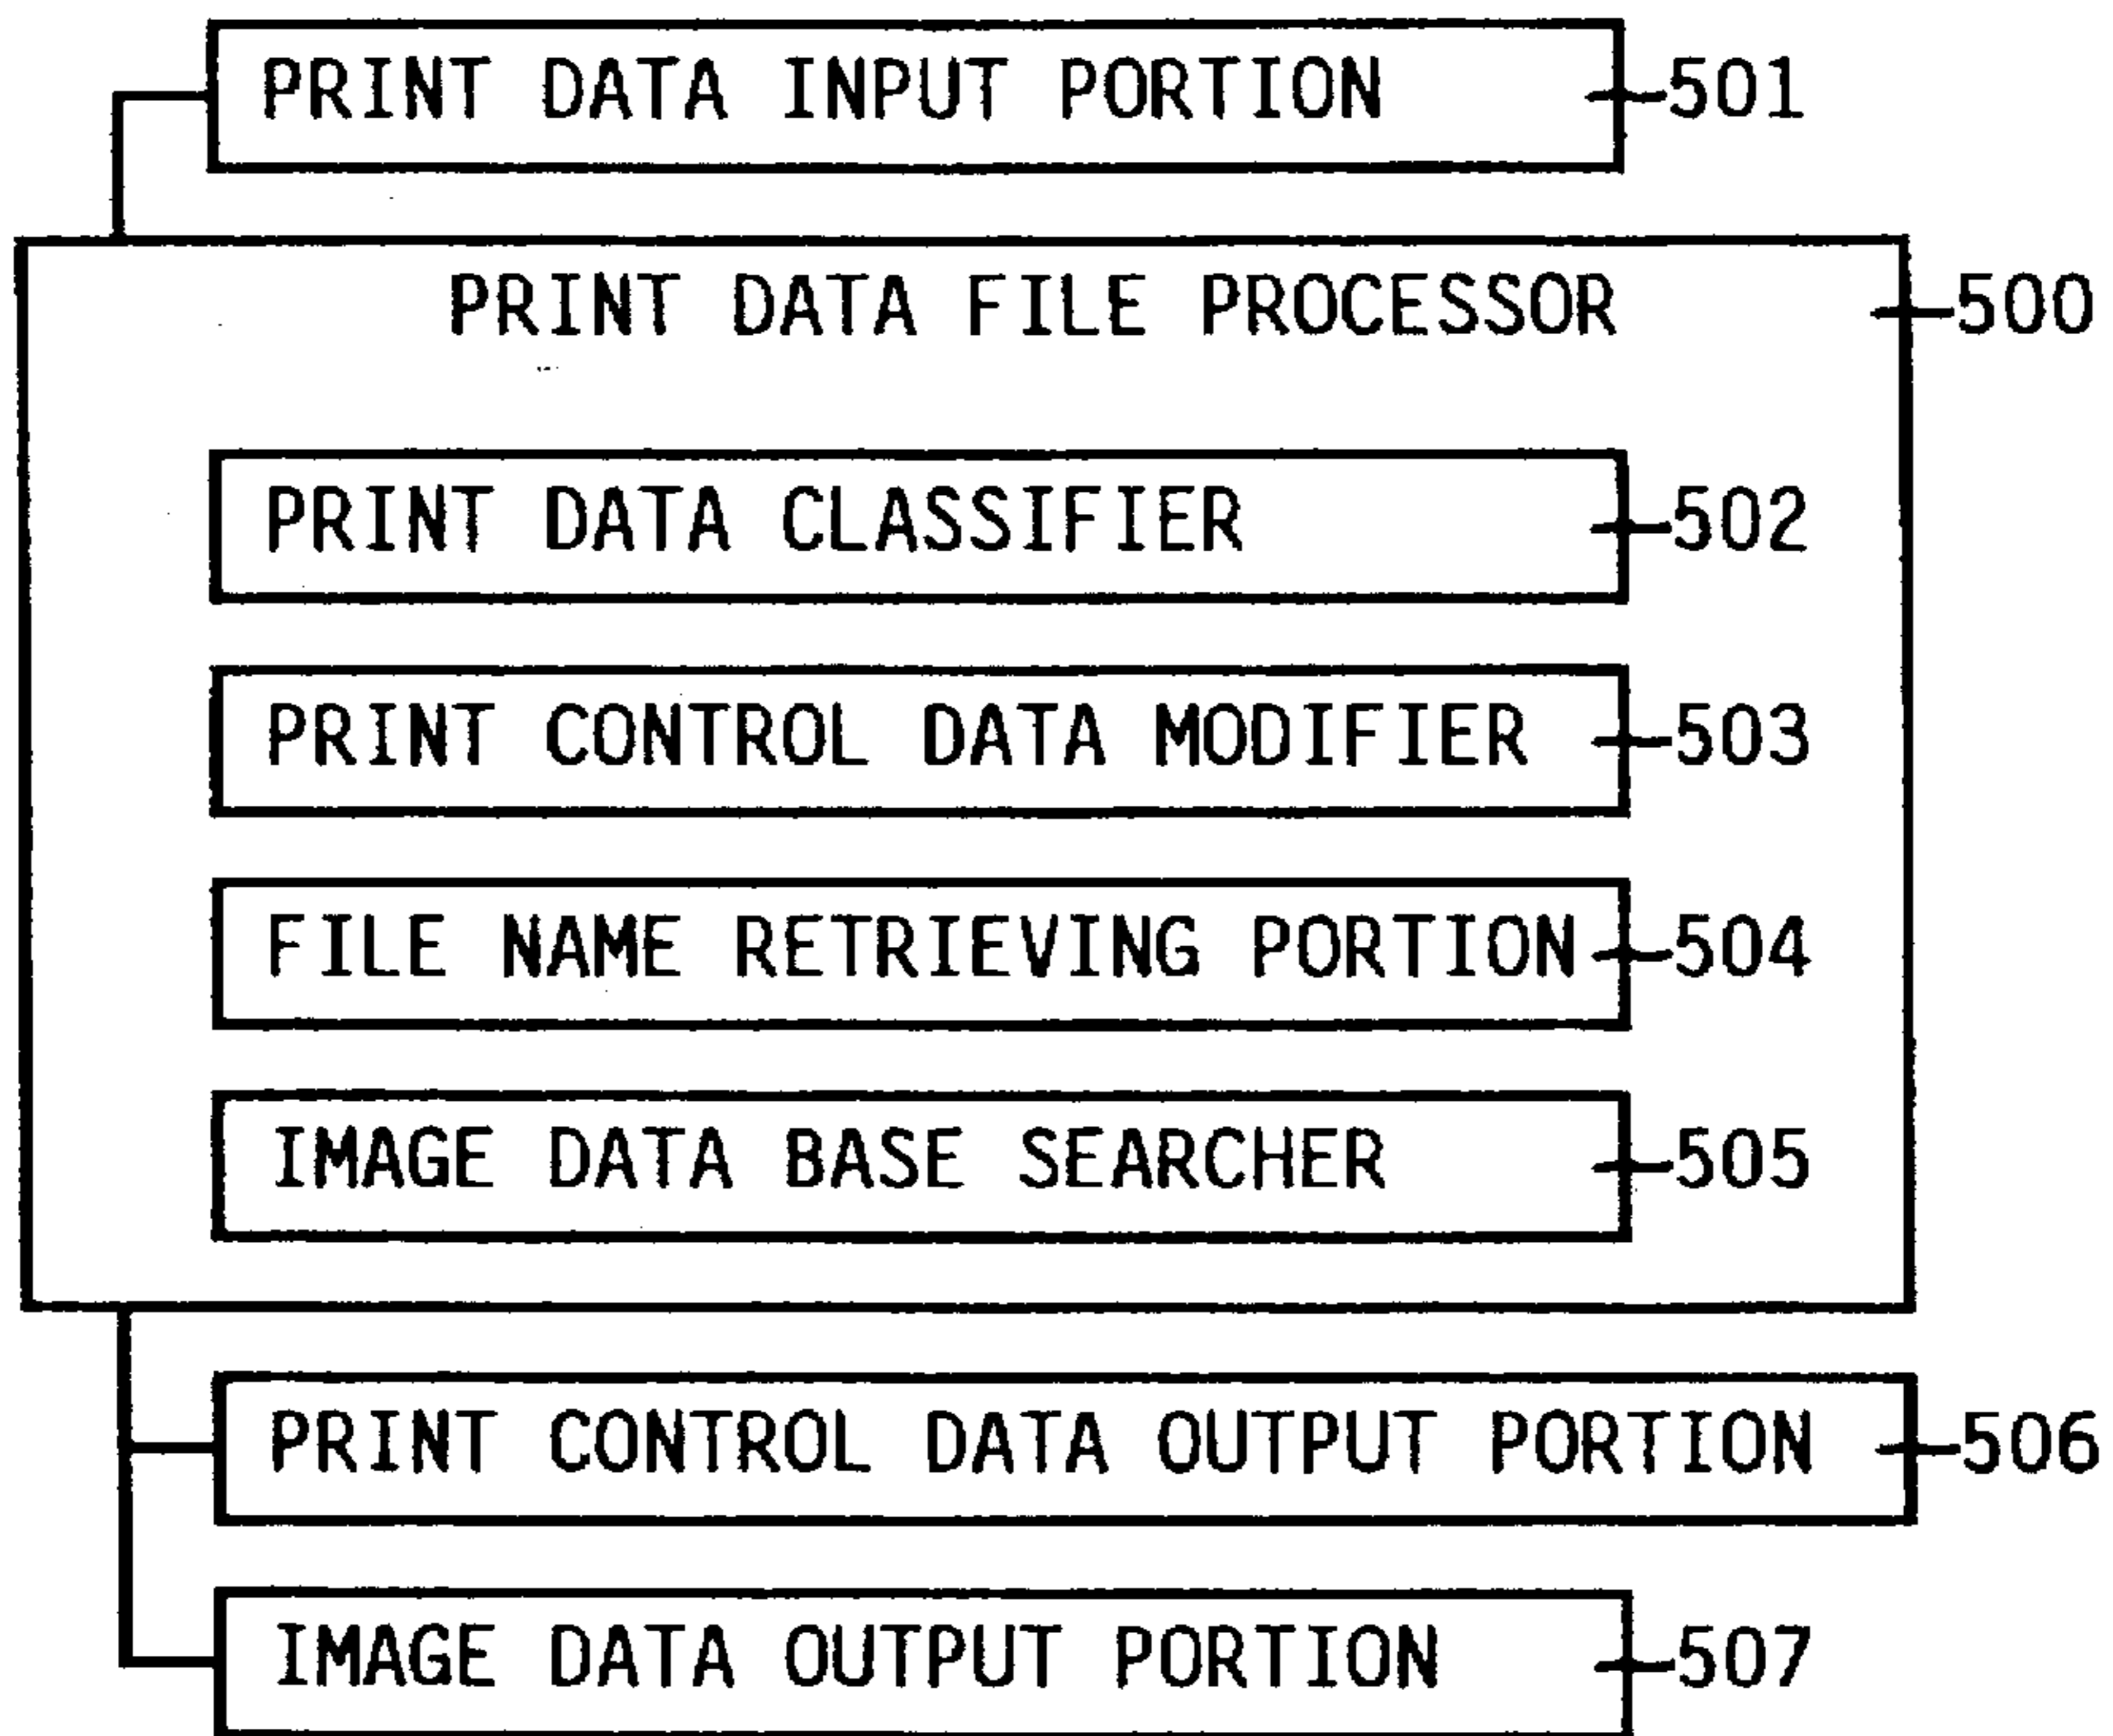 PRINT DATA INPUT PORTION 501
PRINT DATA FILE PROCESSOR 500
PRINT DATA CLASSIFIER 502
PRINT CONTROL DATA MODIFIER 503
FILE NAME RETRIEVING PORTION 504
IMAGE DATA BASE SEARCHER 505
PRINT CONTROL DATA OUTPUT PORTION 506
IMAGE DATA OUTPUT PORTION 507